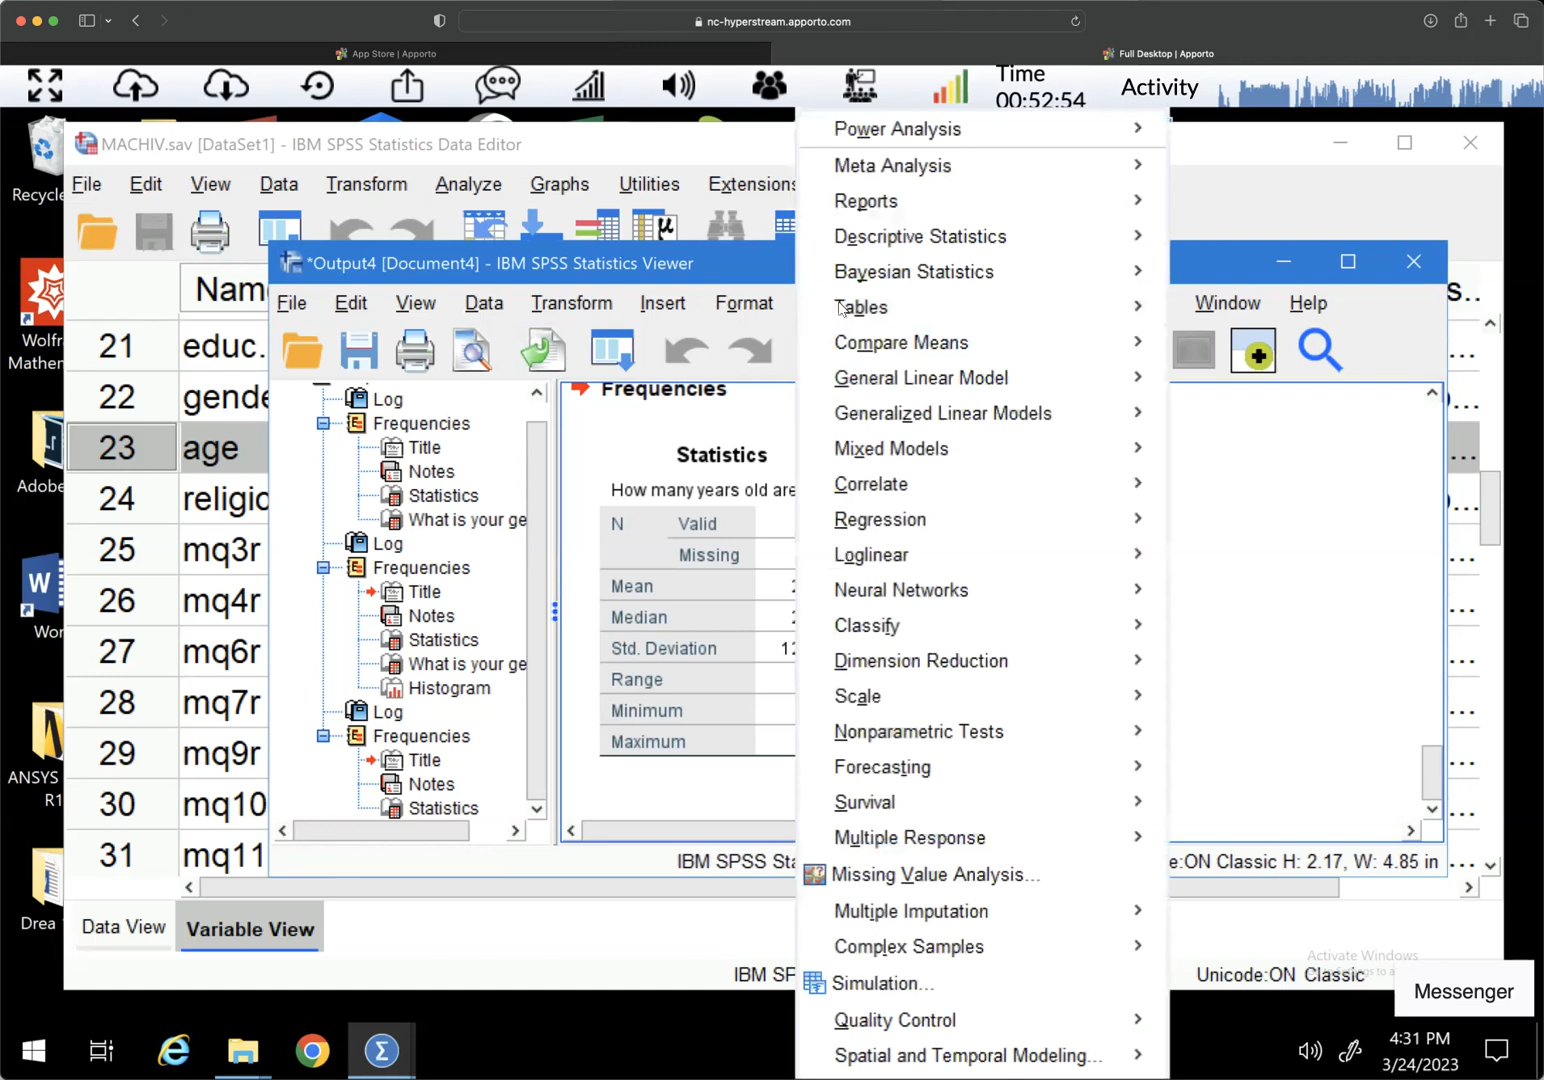 nc-hyperstream.apporto.com
App Store | Apporto
Full Desktop | Apporto
Time
00:52:54
Activity
Recycle
Wolfra
Mather
Adobe
Wor
ANSYS
R1
Drea
MACHIV.sav [DataSet1] - IBM SPSS Statistics Data Editor
File Edit View Data Transform Analyze Graphs Utilities Extensions
Name
S..
21 educ.
22 gende
23 age
24 religio
25 mq3r
26 mq4r
27 mq6r
28 mq7r
29 mq9r
30 mq10
31 mq11
Data View
Variable View
IBM SP
Unicode:ON Classic
*Output4 [Document4] - IBM SPSS Statistics Viewer
File Edit View Data Transform Insert Format
Window Help
Log
Frequencies
Title
Notes
Statistics
What is your ge
Log
Frequencies
Title
Notes
Statistics
What is your ge
Histogram
Log
Frequencies
Title
Notes
Statistics
Frequencies
Statistics
How many years old are
N Valid
Missing
Mean 2
Median 2
Std. Deviation 12
Range
Minimum
Maximum
IBM SPSS Sta
e:ON Classic H: 2.17, W: 4.85 in
Power Analysis
Meta Analysis
Reports
Descriptive Statistics
Bayesian Statistics
Tables
Compare Means
General Linear Model
Generalized Linear Models
Mixed Models
Correlate
Regression
Loglinear
Neural Networks
Classify
Dimension Reduction
Scale
Nonparametric Tests
Forecasting
Survival
Multiple Response
Missing Value Analysis...
Multiple Imputation
Complex Samples
Simulation...
Quality Control
Spatial and Temporal Modeling...
Activate Windows
Messenger
4:31 PM
3/24/2023